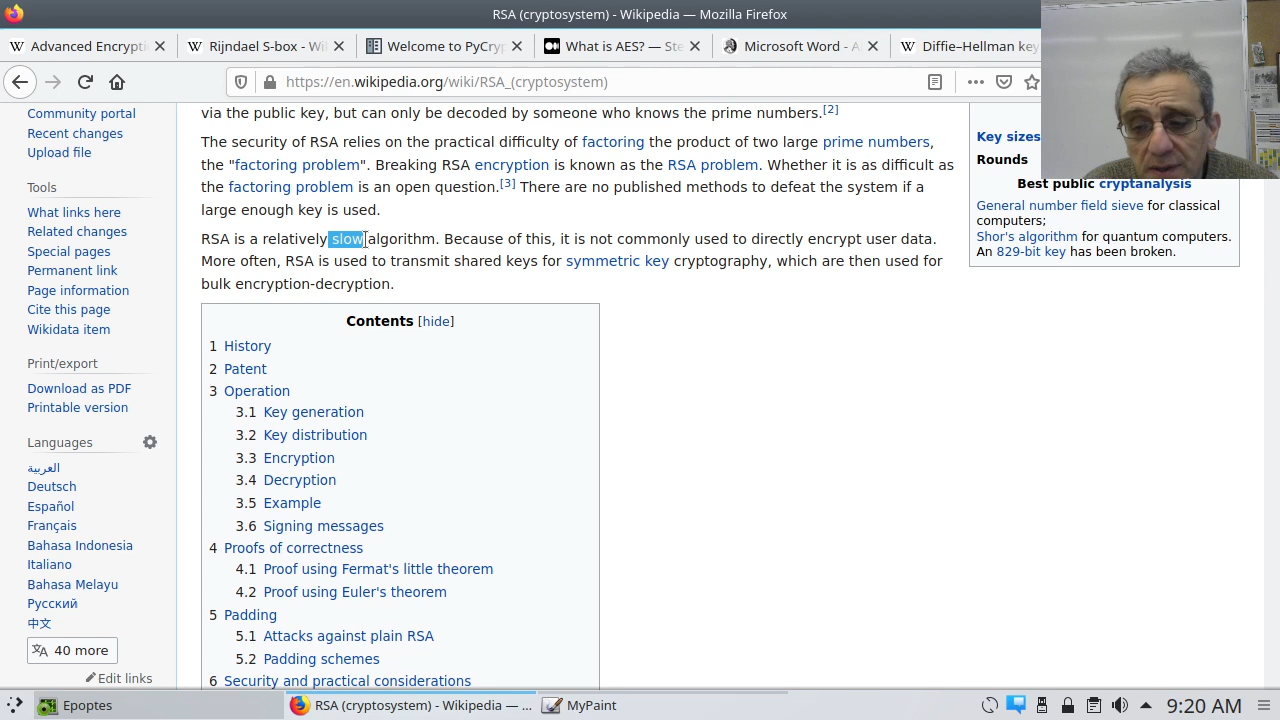 RSA (cryptosystem) - Wikipedia — Mozilla Firefox
Advanced Encrypti
Rijndael S-box - Wi
Welcome to PyCryp
What is AES? — Ste
Microsoft Word - A
Diffie–Hellman key
https://en.wikipedia.org/wiki/RSA_(cryptosystem)
Community portal
Recent changes
Upload file
Tools
What links here
Related changes
Special pages
Permanent link
Page information
Cite this page
Wikidata item
Print/export
Download as PDF
Printable version
Languages
العربية
Deutsch
Español
Français
Bahasa Indonesia
Italiano
Bahasa Melayu
Русский
中文
40 more
Edit links
via the public key, but can only be decoded by someone who knows the prime numbers.[2]
The security of RSA relies on the practical difficulty of factoring the product of two large prime numbers,
the "factoring problem". Breaking RSA encryption is known as the RSA problem. Whether it is as difficult as
the factoring problem is an open question.[3] There are no published methods to defeat the system if a
large enough key is used.
RSA is a relatively slow algorithm. Because of this, it is not commonly used to directly encrypt user data.
More often, RSA is used to transmit shared keys for symmetric key cryptography, which are then used for
bulk encryption-decryption.
Contents [hide]
1 History
2 Patent
3 Operation
3.1 Key generation
3.2 Key distribution
3.3 Encryption
3.4 Decryption
3.5 Example
3.6 Signing messages
4 Proofs of correctness
4.1 Proof using Fermat's little theorem
4.2 Proof using Euler's theorem
5 Padding
5.1 Attacks against plain RSA
5.2 Padding schemes
6 Security and practical considerations
Key sizes
Rounds
Best public cryptanalysis
General number field sieve for classical
computers;
Shor's algorithm for quantum computers.
An 829-bit key has been broken.
Epoptes
RSA (cryptosystem) - Wikipedia — ...
MyPaint
9:20 AM